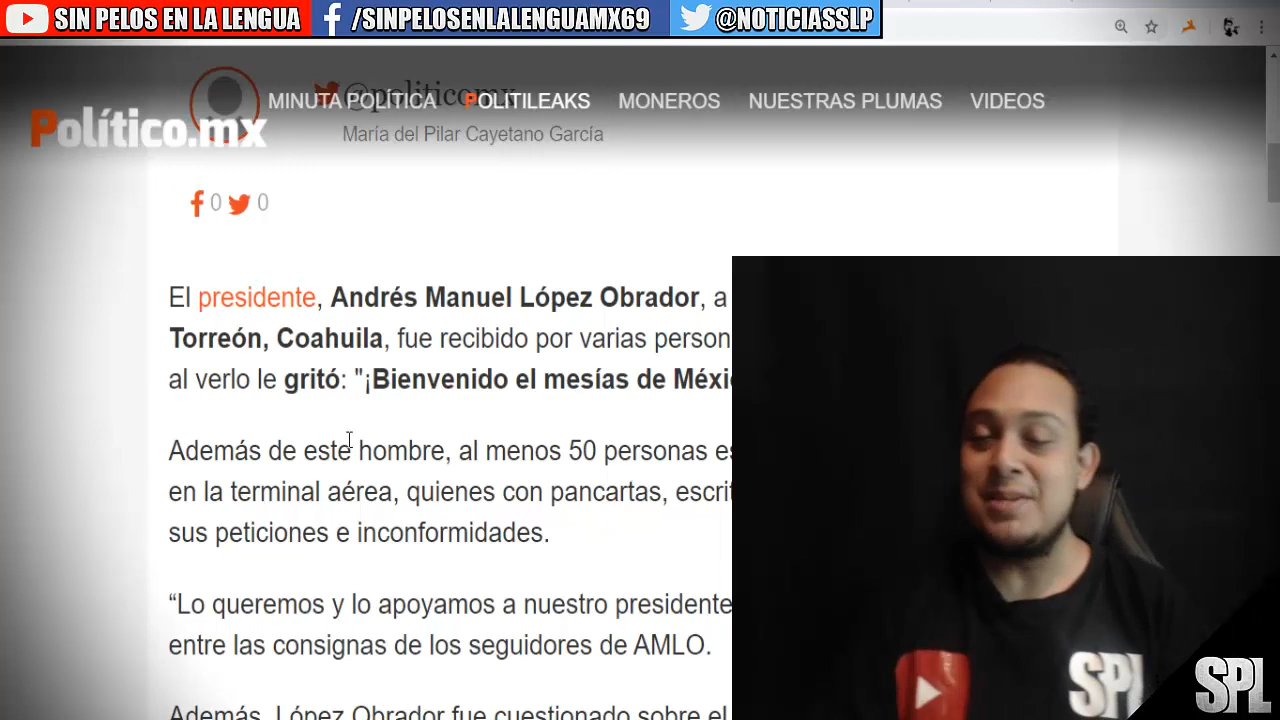 SIN PELOS EN LA LENGUA
f /SINPELOSENLALENGUAMX69
@NOTICIASSLP
@politicomx
MINUTA POLÍTICA
POLITILEAKS
MONEROS
NUESTRAS PLUMAS
VIDEOS
Político.mx
María del Pilar Cayetano García
0
0
El presidente, Andrés Manuel López Obrador, a
Torreón, Coahuila, fue recibido por varias person
al verlo le gritó: "¡Bienvenido el mesías de Méxi
Además de este hombre, al menos 50 personas es
en la terminal aérea, quienes con pancartas, escrit
sus peticiones e inconformidades.
“Lo queremos y lo apoyamos a nuestro presidente
entre las consignas de los seguidores de AMLO.
Además, López Obrador fue cuestionado sobre el
SPL
SPL